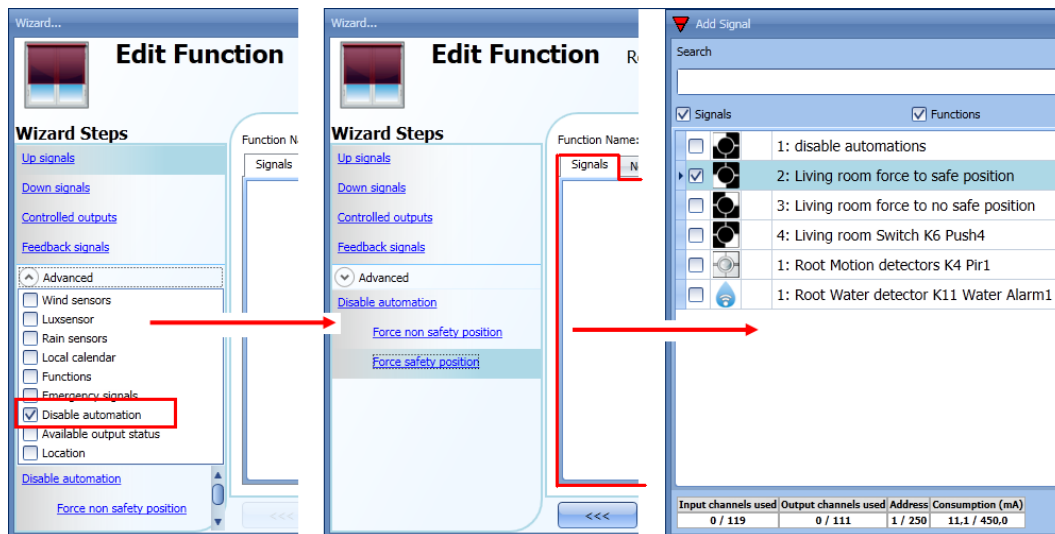 Wizard...
Edit Function
Wizard Steps
Up signals
Down signals
Controlled outputs
Feedback signals
Advanced
Wind sensors
Luxsensor
Rain sensors
Local calendar
Functions
Emergency signals
Disable automation
Available output status
Location
Disable automation
Force non safety position
Function N
Signals
<<<
Wizard...
Edit Function
Wizard Steps
Up signals
Down signals
Controlled outputs
Feedback signals
Advanced
Disable automation
Force non safety position
Force safety position
Function Name:
Signals
<<<
Add Signal
Search
Signals
Functions
1: disable automations
2: Living room force to safe position
3: Living room force to no safe position
4: Living room Switch K6 Push4
1: Root Motion detectors K4 Pir1
1: Root Water detector K11 Water Alarm1
Input channels used Output channels used Address Consumption (mA)
0 / 119 0 / 111 1 / 250 11,1 / 450,0